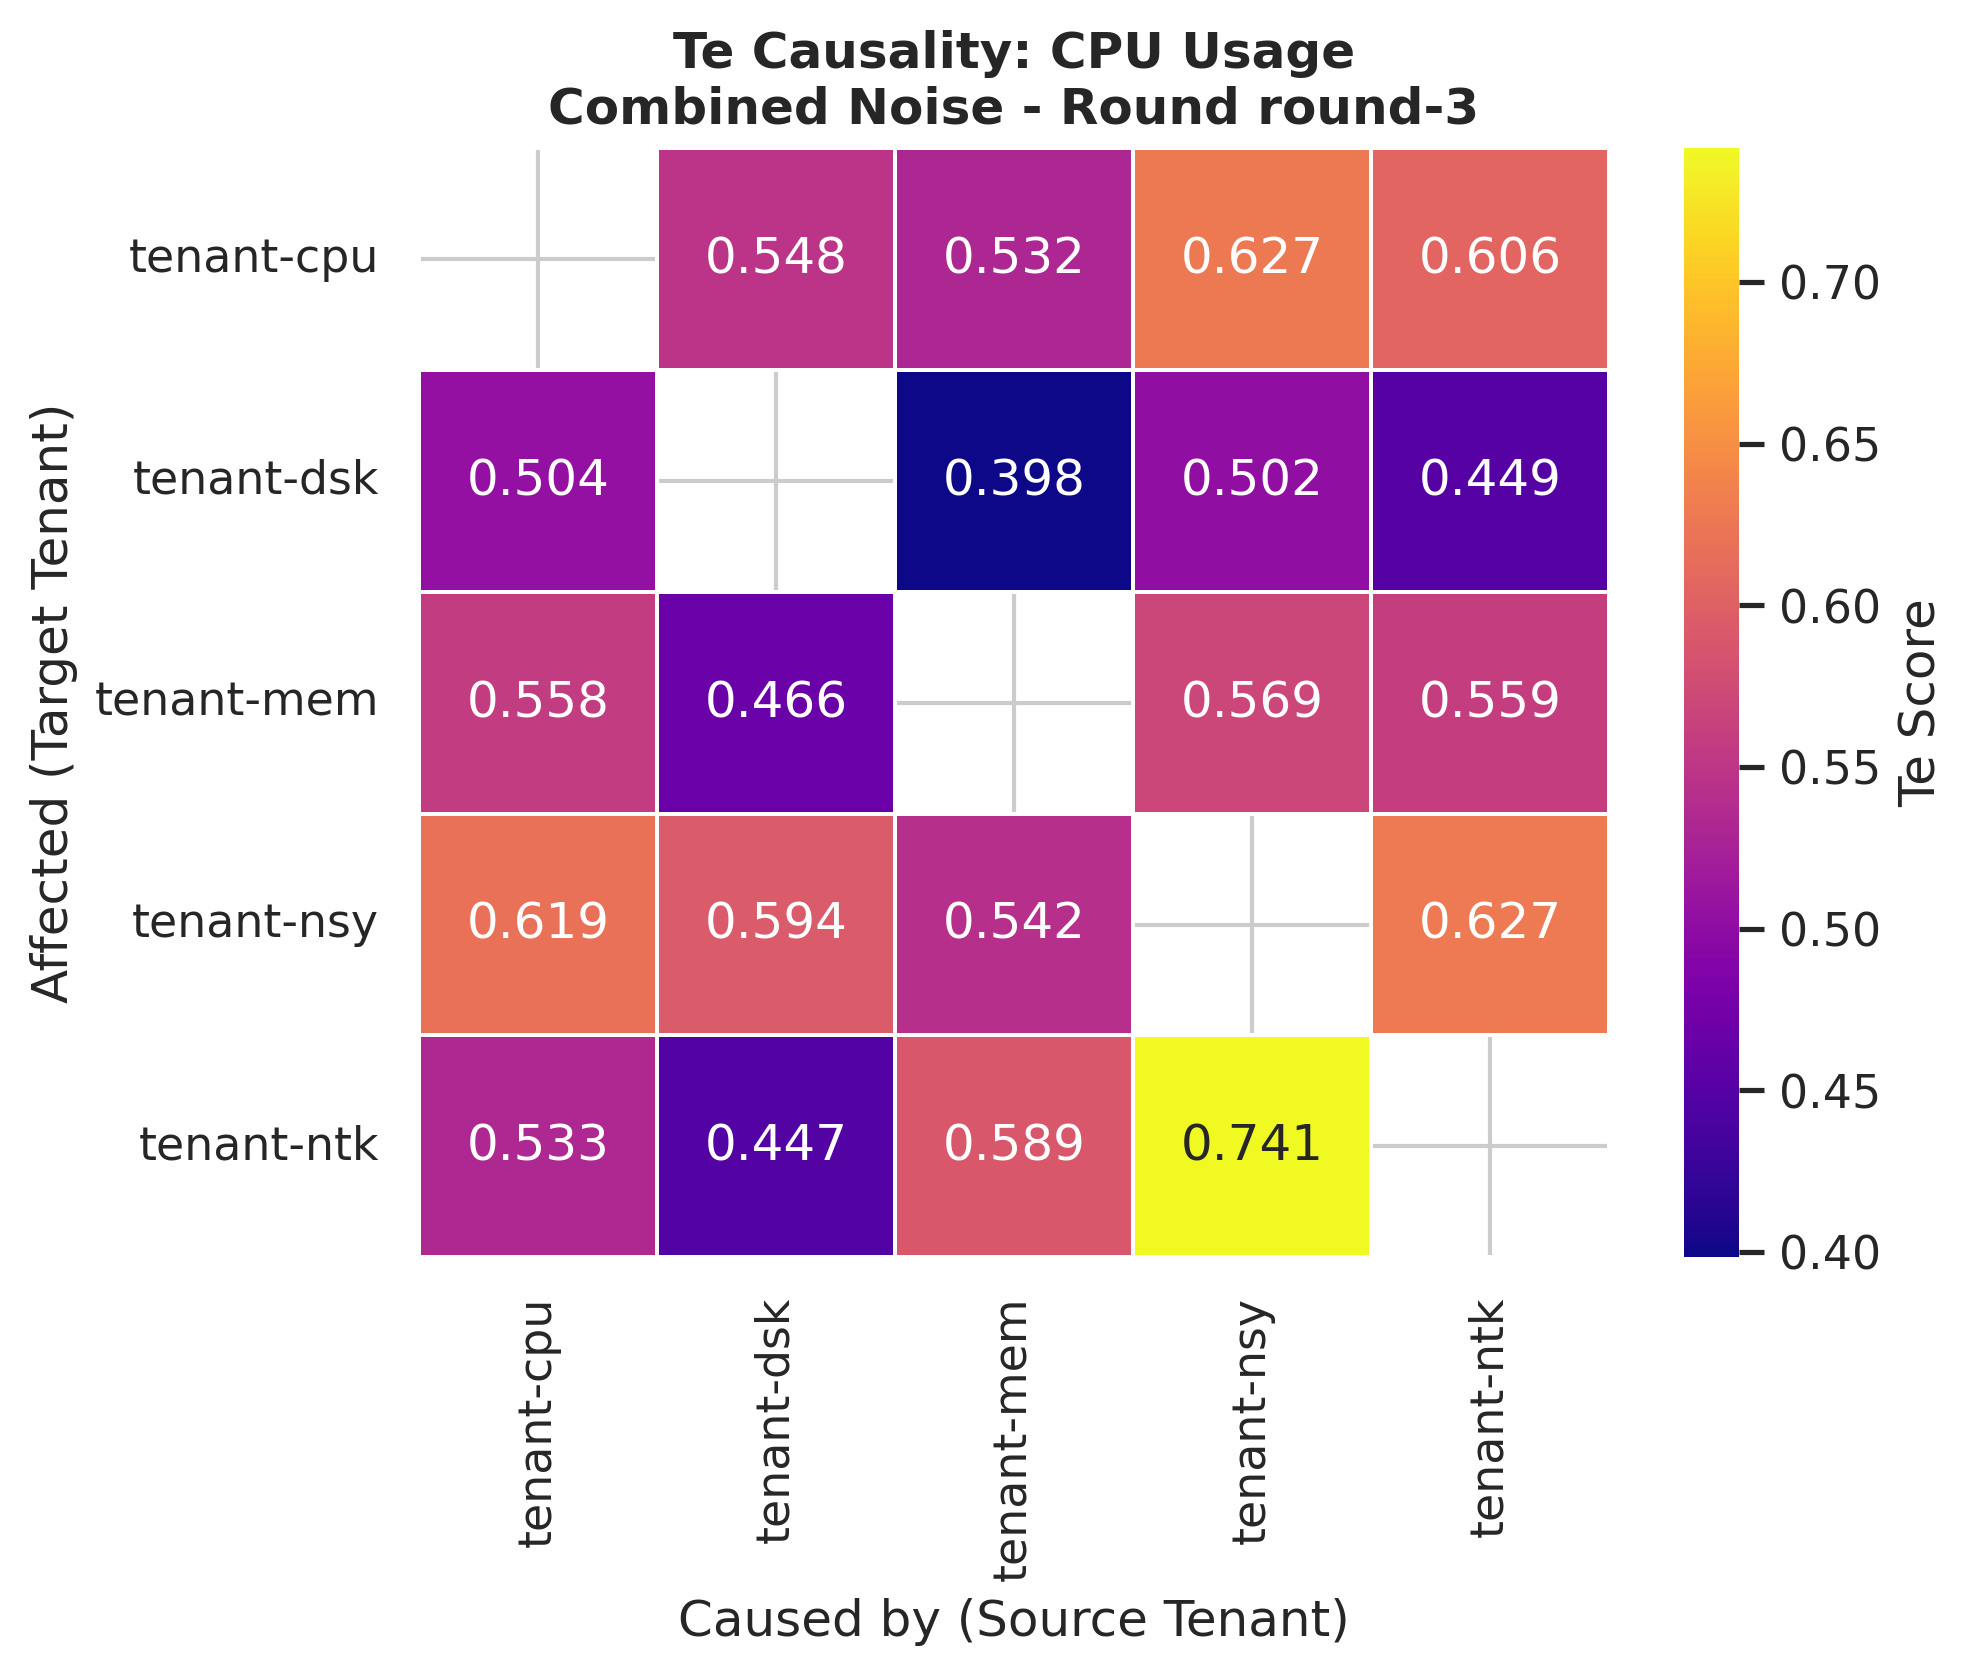 Te Causality: CPU Usage
Combined Noise - Round round-3
Affected (Target Tenant)
tenant-cpu
0.548 0.532 0.627 0.606
tenant-dsk
0.504 0.398 0.502 0.449
tenant-mem
0.558 0.466 0.569 0.559
tenant-nsy
0.619 0.594 0.542 0.627
tenant-ntk
0.533 0.447 0.589 0.741
tenant-cpu
tenant-dsk
tenant-mem
tenant-nsy
tenant-ntk
Caused by (Source Tenant)
0.70
0.65
0.60
0.55
0.50
0.45
0.40
Te Score